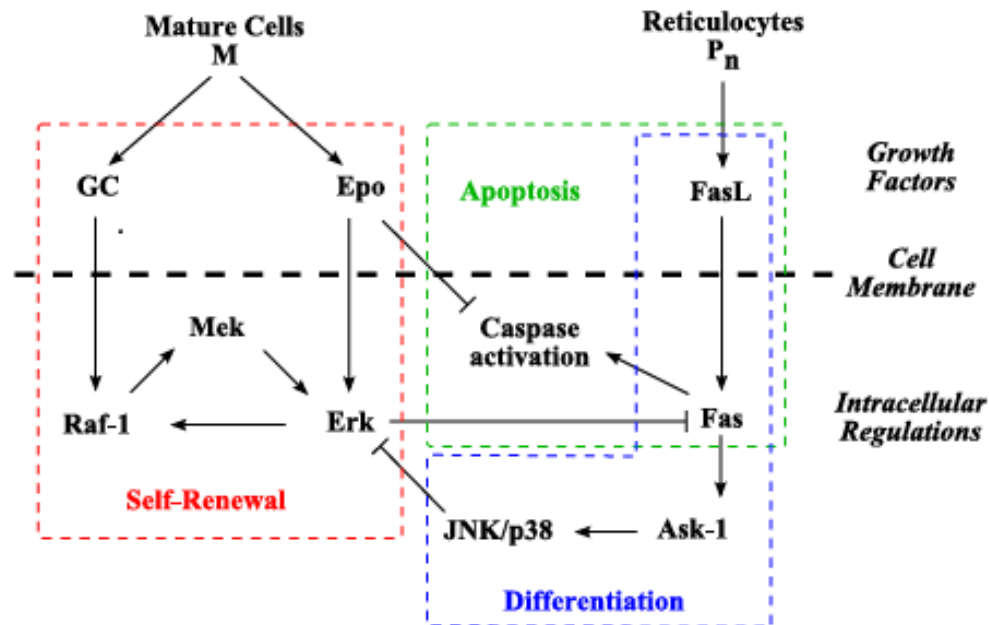 Mature Cells
M
Reticulocytes
Pn
GC
Epo
Apoptosis
FasL
Growth
Factors
Cell
Membrane
Mek
Caspase
activation
Raf-1
Erk
Fas
Intracellular
Regulations
Self-Renewal
JNK/p38
Ask-1
Differentiation